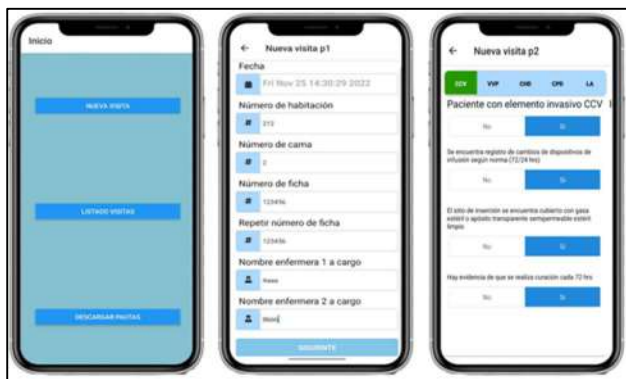 Inicio
NUEVA VISITA
LISTADO VISITAS
DESCARGAR PAUTAS
Nueva visita p1
Fecha
Fri Nov 25 14:30:29 2022
Número de habitación
212
Número de cama
2
Número de ficha
123456
Repetir número de ficha
123456
Nombre enfermera 1 a cargo
Nombre enfermera 2 a cargo
SIGUIENTE
Nueva visita p2
CCV VVP CHD CPD LA
Paciente con elemento invasivo CCV
No Si
Se encuentra registro de cambios de dispositivos de
infusión según norma (72/24 hrs)
No Si
El sitio de inserción se encuentra cubierto con gasa
estéril o apósito transparente semipermeable estéril
limpio
No Si
Hay evidencia de que se realiza curación cada 72 hrs
No Si